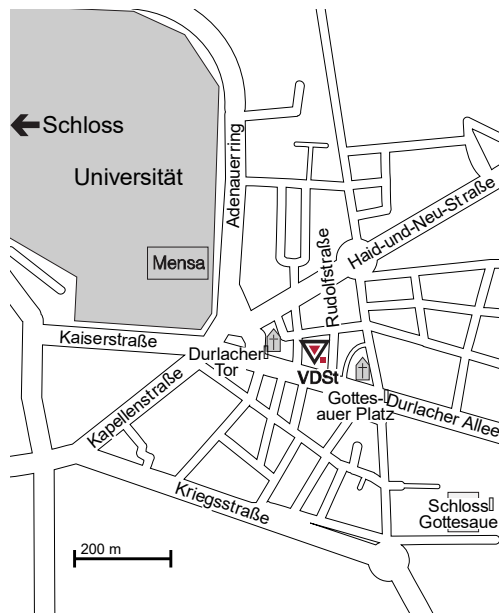 Schloss
Universität
Adenauerring
Haid-und-Neu-Straße
Mensa
Rudolfstraße
Kaiserstraße
Durlacher
Tor
VDSt
Kapellenstraße
Gottes-
auer Platz
Durlacher Allee
Kriegsstraße
Schloss
Gottesaue
200 m